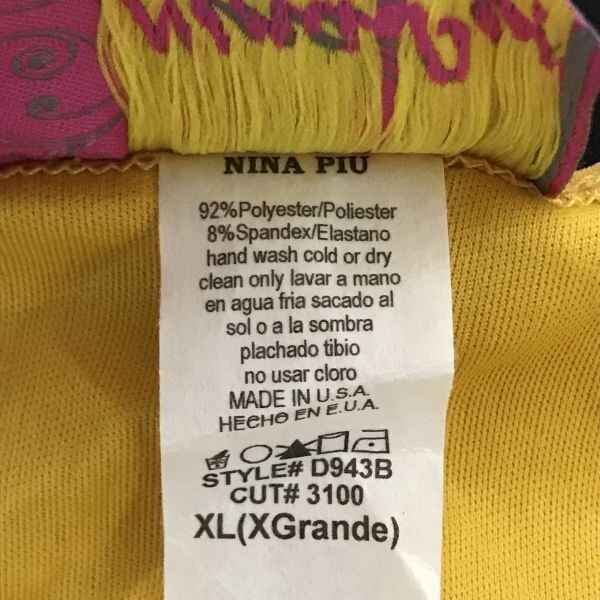 NINA PIU
92%Polyester/Poliester
8%Spandex/Elastano
hand wash cold or dry
clean only lavar a mano
en agua fria sacado al
sol o a la sombra
plachado tibio
no usar cloro
MADE IN U.S.A.
HECHO EN E.U.A.
STYLE# D943B
CUT# 3100
XL(XGrande)